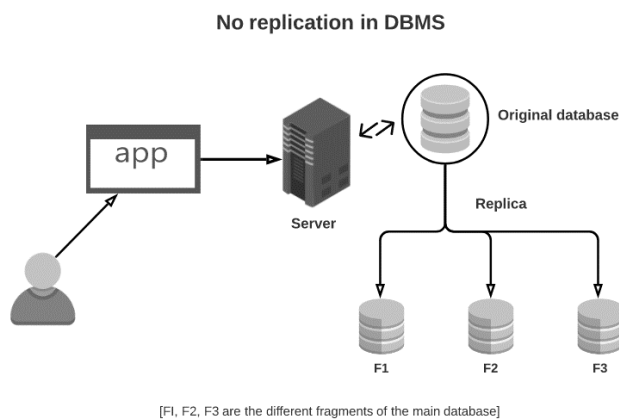 No replication in DBMS
app
Original database
Server
Replica
F1
F2
F3
[FI, F2, F3 are the different fragments of the main database]